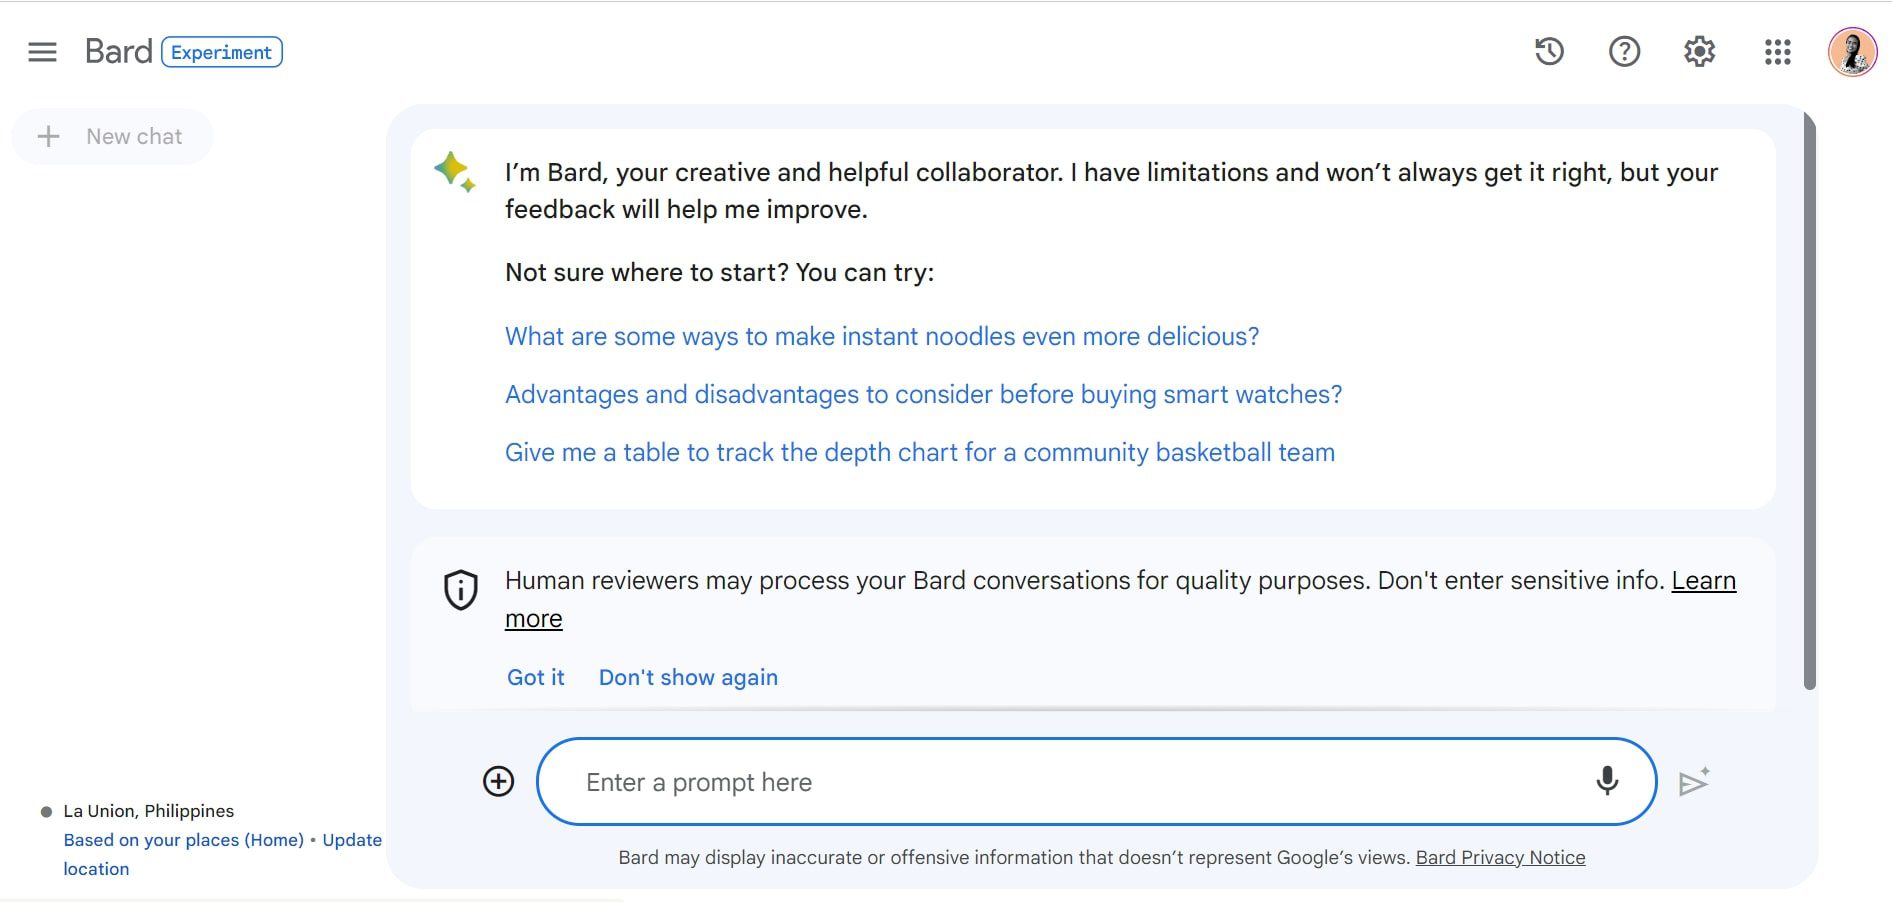 Bard Experiment
New chat
I’m Bard, your creative and helpful collaborator. I have limitations and won’t always get it right, but your
feedback will help me improve.
Not sure where to start? You can try:
What are some ways to make instant noodles even more delicious?
Advantages and disadvantages to consider before buying smart watches?
Give me a table to track the depth chart for a community basketball team
Human reviewers may process your Bard conversations for quality purposes. Don't enter sensitive info. Learn
more
Got it Don't show again
Enter a prompt here
La Union, Philippines
Based on your places (Home) • Update
location
Bard may display inaccurate or offensive information that doesn’t represent Google’s views. Bard Privacy Notice